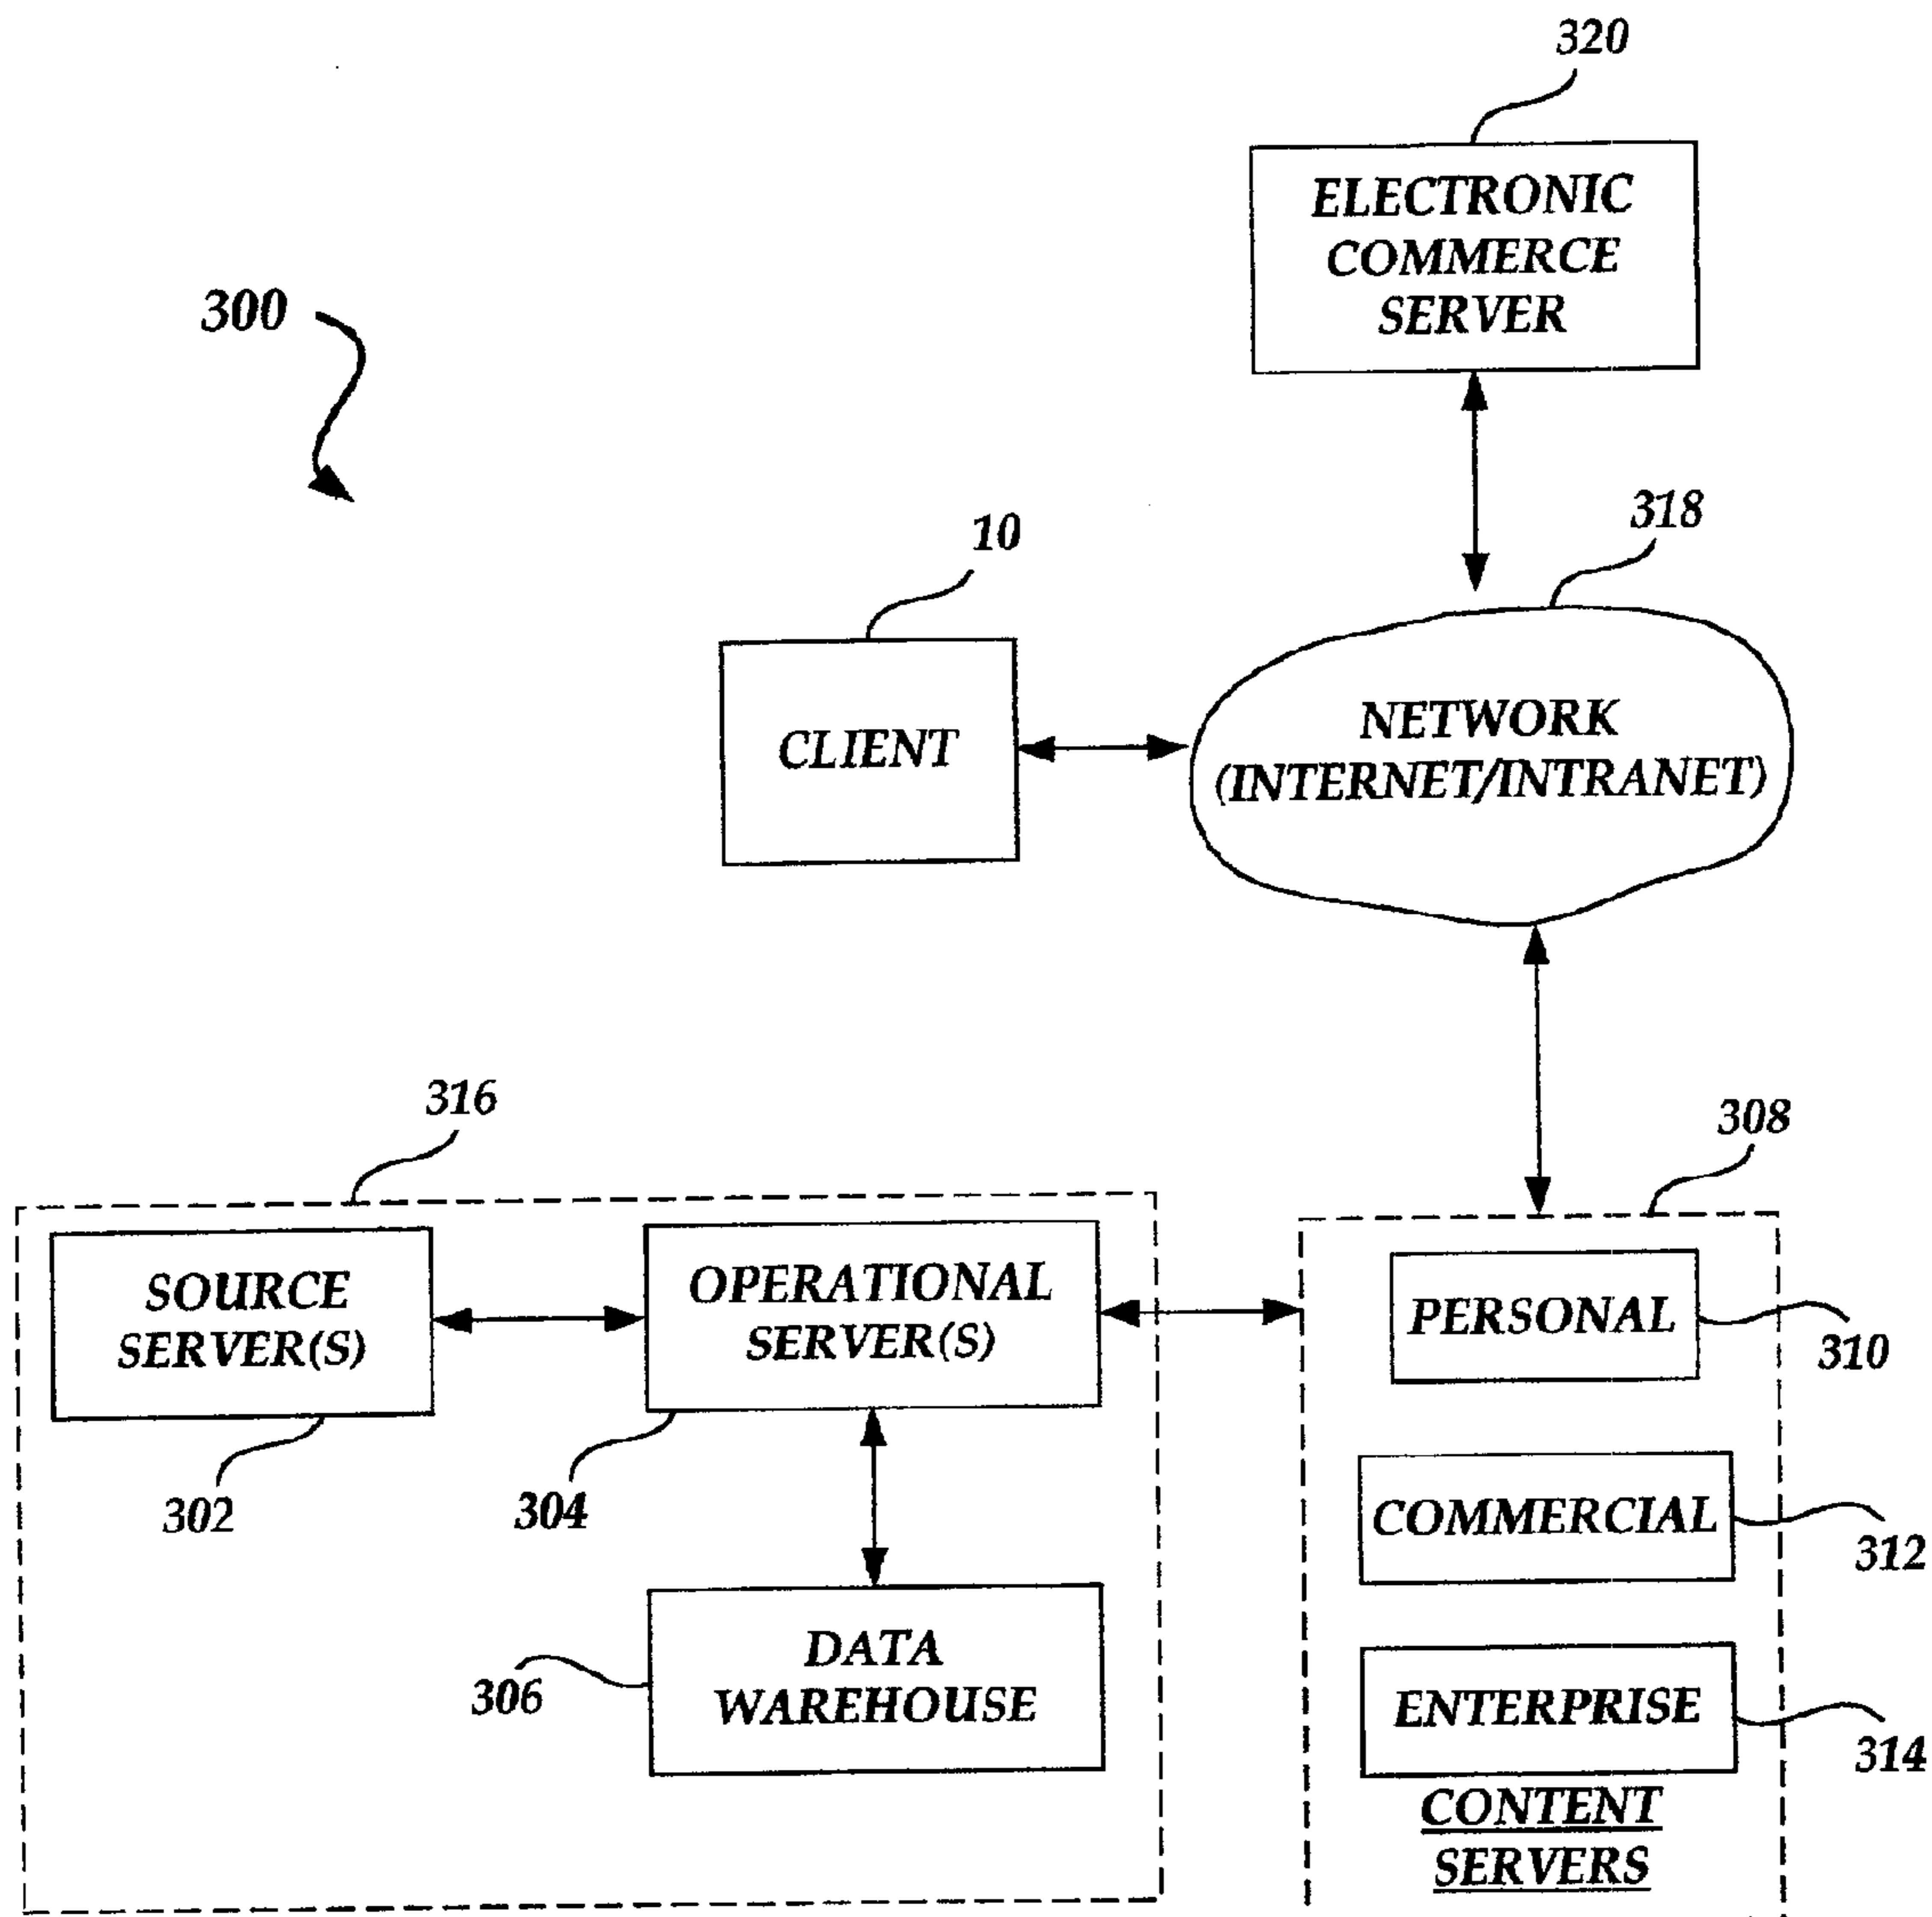 320
ELECTRONIC
COMMERCE
SERVER
300
318
10
CLIENT
NETWORK
(INTERNET/INTRANET)
316
308
SOURCE
SERVER(S)
OPERATIONAL
SERVER(S)
PERSONAL
310
302
304
COMMERCIAL
312
DATA
WAREHOUSE
306
ENTERPRISE
314
CONTENT
SERVERS